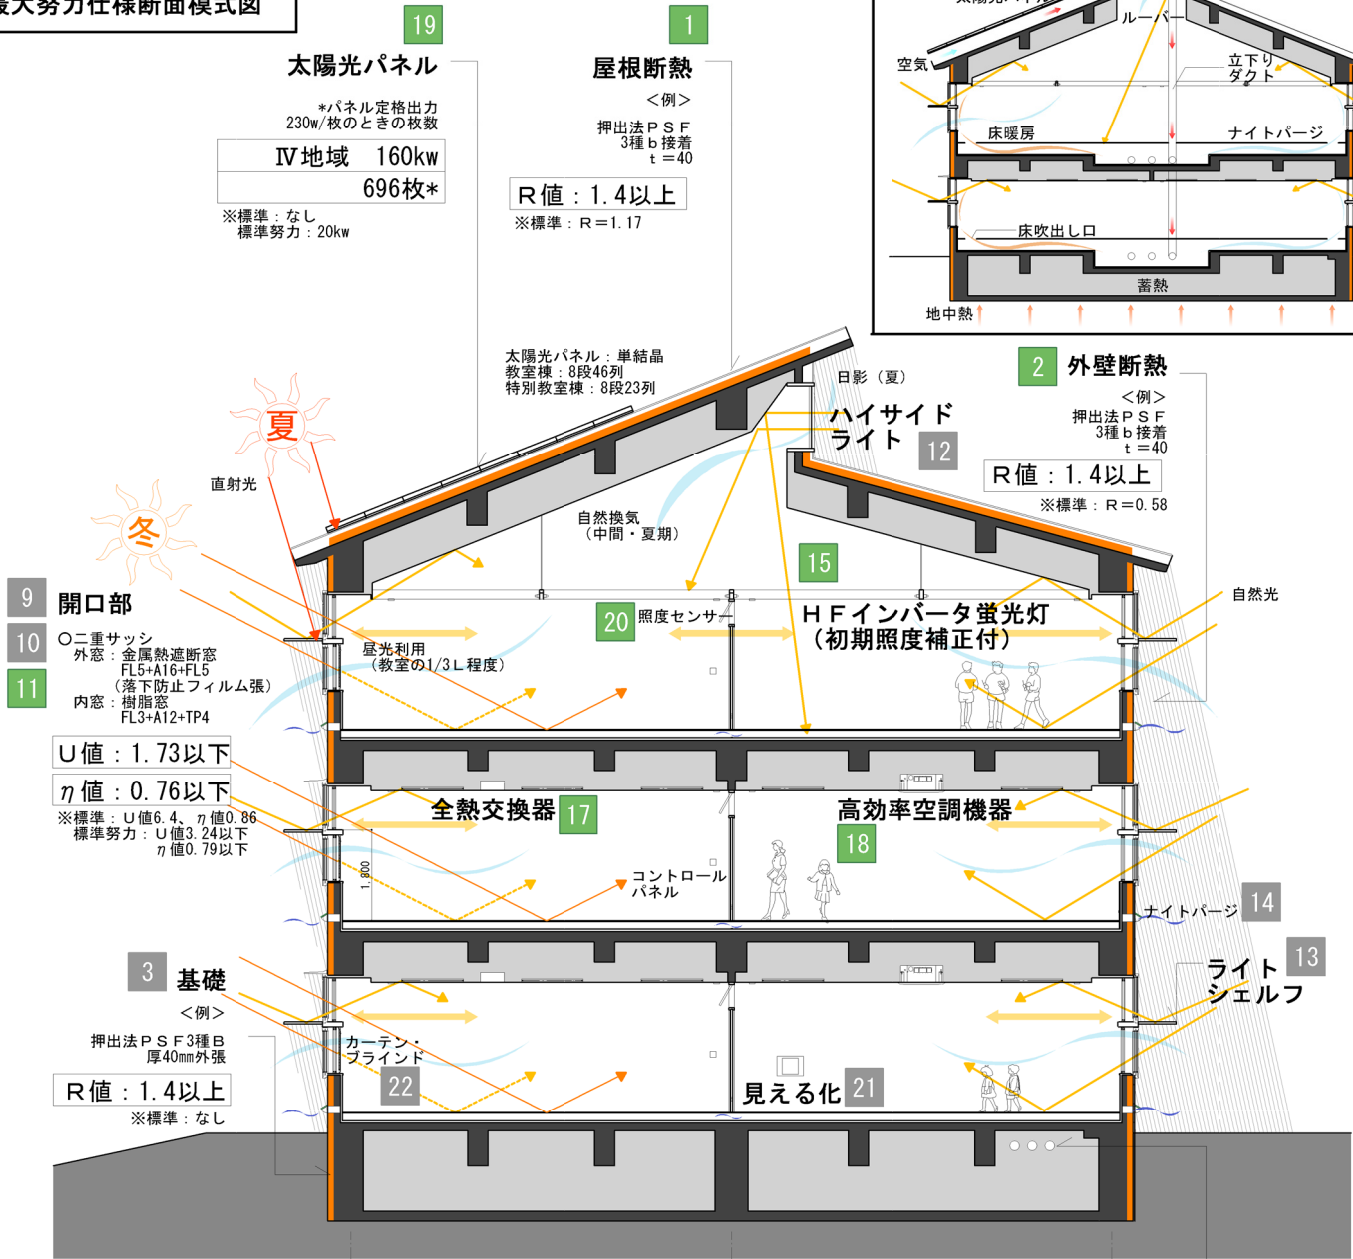 最大努力仕様断面模式図
19
太陽光パネル
*パネル定格出力
230w/枚のときの枚数
Ⅳ地域 160kw
696枚*
※標準：なし
標準努力：20kw
1
屋根断熱
＜例＞
押出法ＰＳＦ
3種ｂ接着
ｔ＝40
Ｒ値：1.4以上
※標準：Ｒ＝1.17
ルーバー
空気
立下り
ダクト
床暖房
ナイトパージ
床吹出し口
蓄熱
地中熱
2
外壁断熱
＜例＞
押出法ＰＳＦ
3種ｂ接着
ｔ＝40
Ｒ値：1.4以上
※標準：Ｒ＝0.58
太陽光パネル：単結晶
教室棟：8段46列
特別教室棟：8段23列
日影（夏）
ハイサイド
ライト
12
夏
直射光
冬
自然換気
（中間・夏期）
15
ＨＦインバータ蛍光灯
（初期照度補正付）
20
照度センサー
自然光
昼光利用
（教室の1/3Ｌ程度）
9
開口部
10
11
○二重サッシ
外窓：金属熱遮断窓
FL5+A16+FL5
（落下防止フィルム張）
内窓：樹脂窓
FL3+A12+TP4
Ｕ値：1.73以下
η値：0.76以下
※標準：Ｕ値6.4、η値0.86
標準努力：Ｕ値3.24以下
η値0.79以下
全熱交換器
17
高効率空調機器
18
1,800
コントロール
パネル
ナイトパージ
14
3
基礎
＜例＞
押出法ＰＳＦ3種Ｂ
厚40㎜外張
Ｒ値：1.4以上
※標準：なし
ライト
シェルフ
13
カーテン・
ブラインド
22
見える化
21